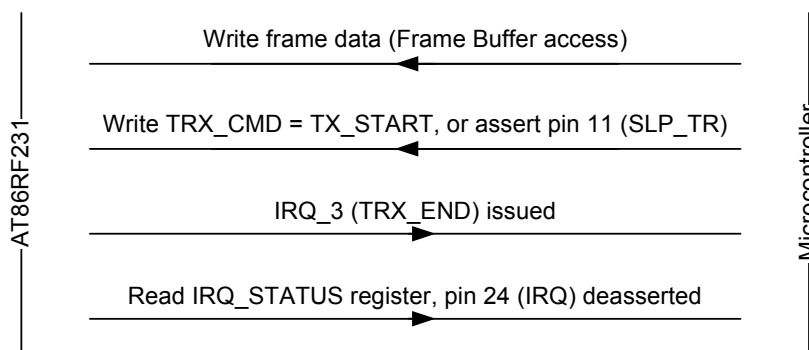 Write frame data (Frame Buffer access)
Write TRX_CMD = TX_START, or assert pin 11 (SLP_TR)
IRQ_3 (TRX_END) issued
Read IRQ_STATUS register, pin 24 (IRQ) deasserted
AT86RF231
Microcontroller